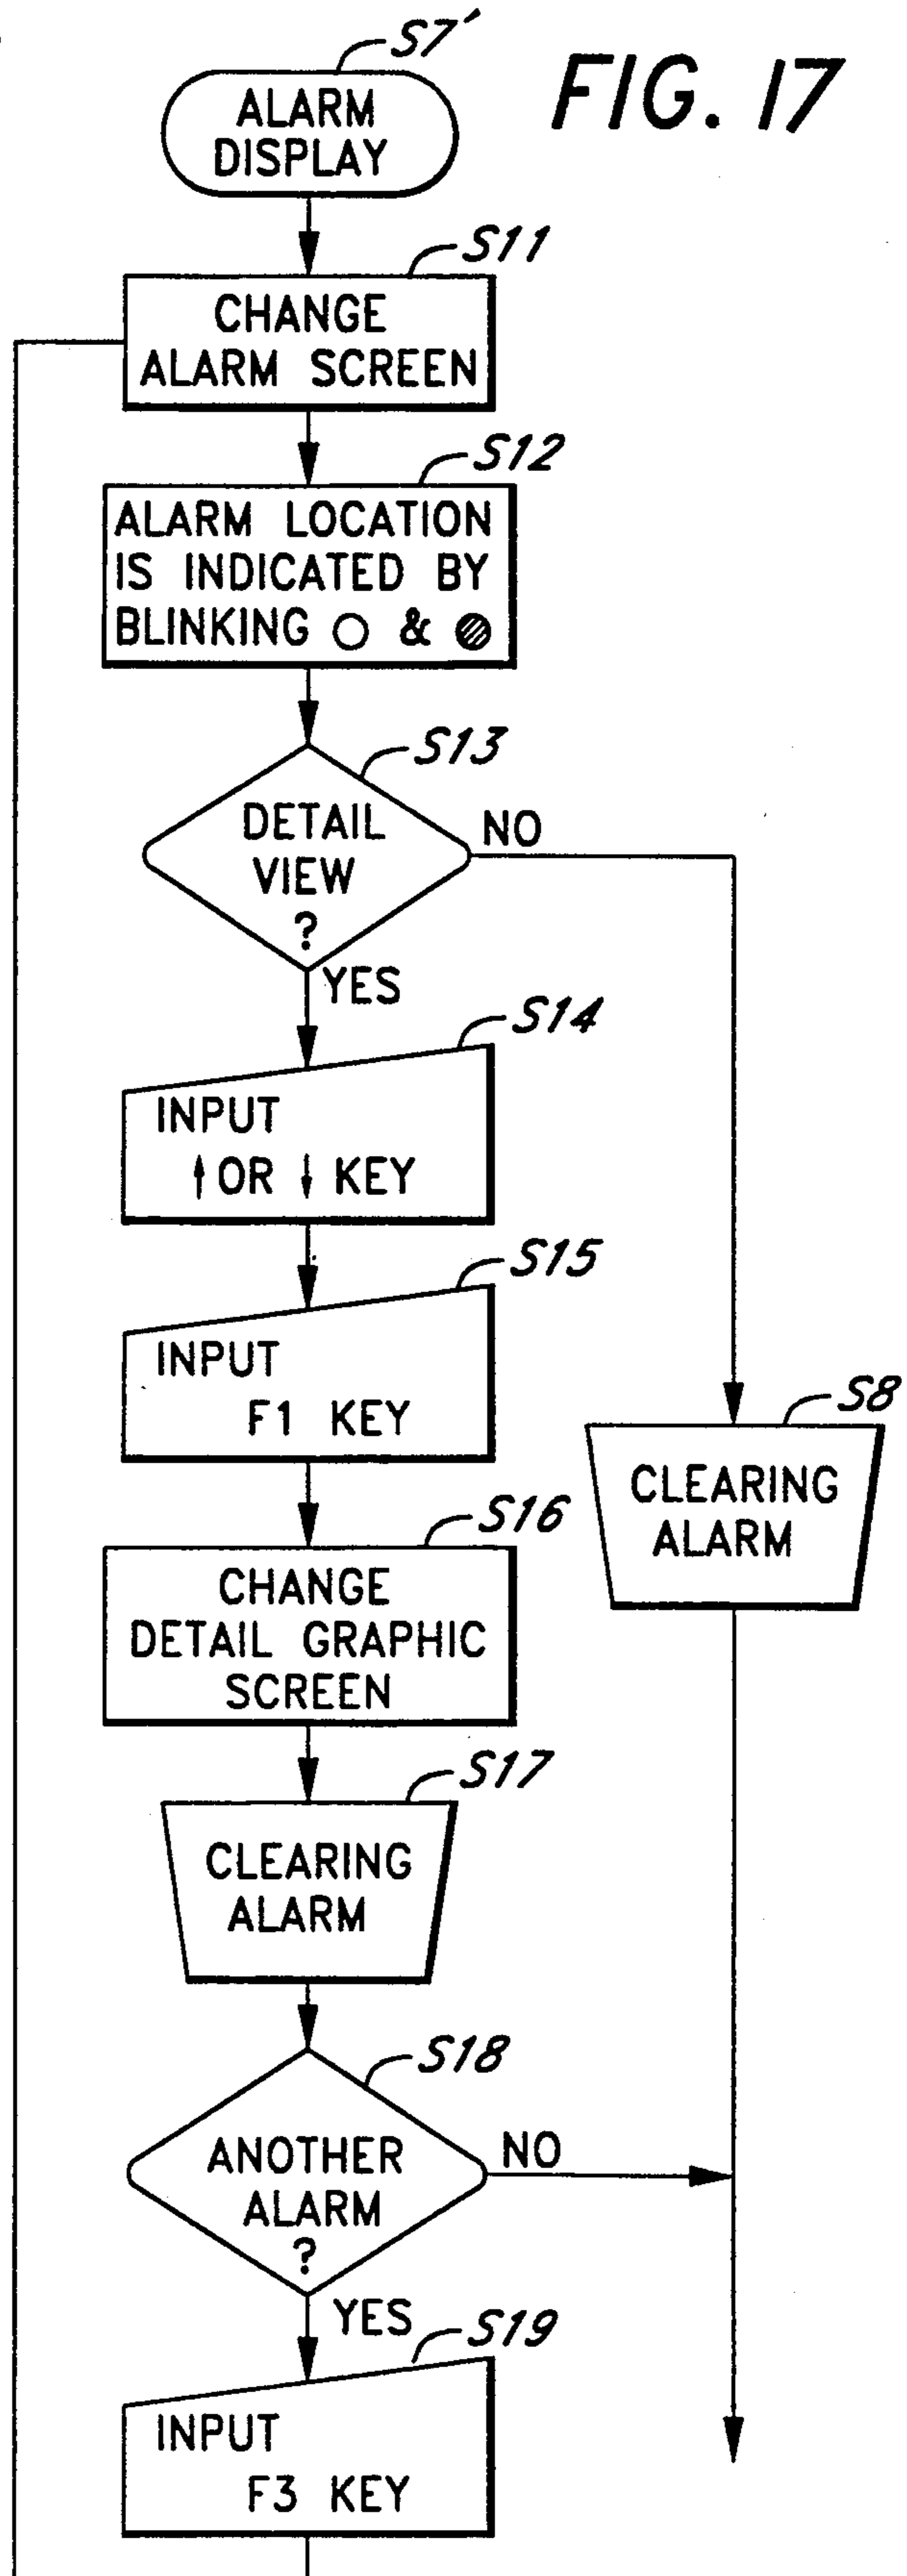 S7′
FIG. 17
ALARM
DISPLAY
S11
CHANGE
ALARM SCREEN
S12
ALARM LOCATION
IS INDICATED BY
BLINKING ○ & ◍
S13
DETAIL
VIEW
?
NO
YES
S14
INPUT
↑ OR ↓ KEY
S15
INPUT
F1 KEY
S8
CLEARING
ALARM
S16
CHANGE
DETAIL GRAPHIC
SCREEN
S17
CLEARING
ALARM
S18
ANOTHER
ALARM
?
NO
YES
S19
INPUT
F3 KEY